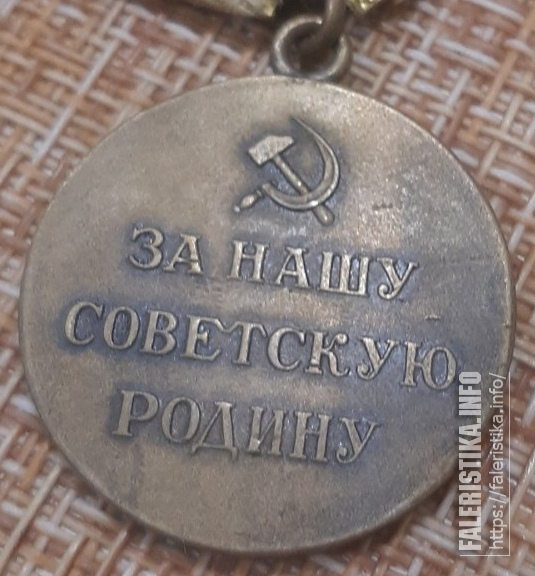 ЗА НАШУ
СОВЕТСКУЮ
РОДИНУ
FALERISTIKA.INFO
https://faleristika.info/